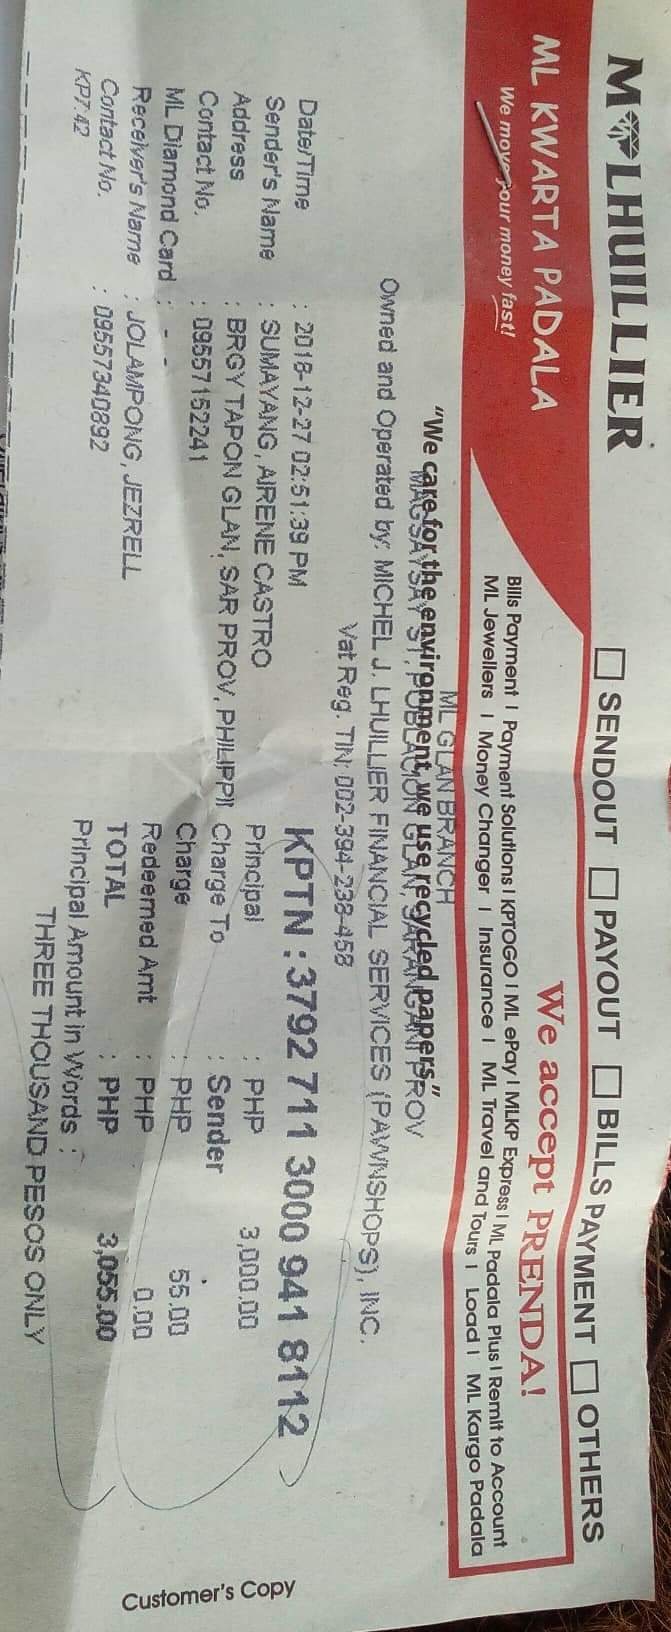 M LHUILLIER
SENDOUT PAYOUT BILLS PAYMENT OTHERS
ML KWARTA PADALA
We move your money fast!
We accept PRENDA!
Bills Payment | Payment Solutions | KPTOGO | ML ePay | MLKP Express | ML Padala Plus | Remit to Account
ML Jewellers | Money Changer | Insurance | ML Travel and Tours | Load | ML Kargo Padala
ML GLAN BRANCH
"We care for the environment, we use recycled papers."
MAGSAYSAY ST, POBLACION GLAN, SARANGANI PROV
Owned and Operated by: MICHEL J. LHUILLIER FINANCIAL SERVICES (PAWNSHOPS), INC.
Vat Reg. TIN: 002-394-238-458
Date/Time : 2018-12-27 02:51:39 PM
Sender's Name : SUMAYANG, AIRENE CASTRO
Address : BRGY TAPON GLAN, SAR PROV, PHILIPPI
Contact No. : 09557152241
ML Diamond Card : - -
Receiver's Name : JOLAMPONG, JEZRELL
Contact No. : 09557340892
KP7.42
KPTN : 3792 711 3000 941 8112
Principal : PHP 3,000.00
Charge To : Sender
Charge : PHP 55.00
Redeemed Amt : PHP 0.00
TOTAL : PHP 3,055.00
Principal Amount in Words :
THREE THOUSAND PESOS ONLY
Customer's Copy